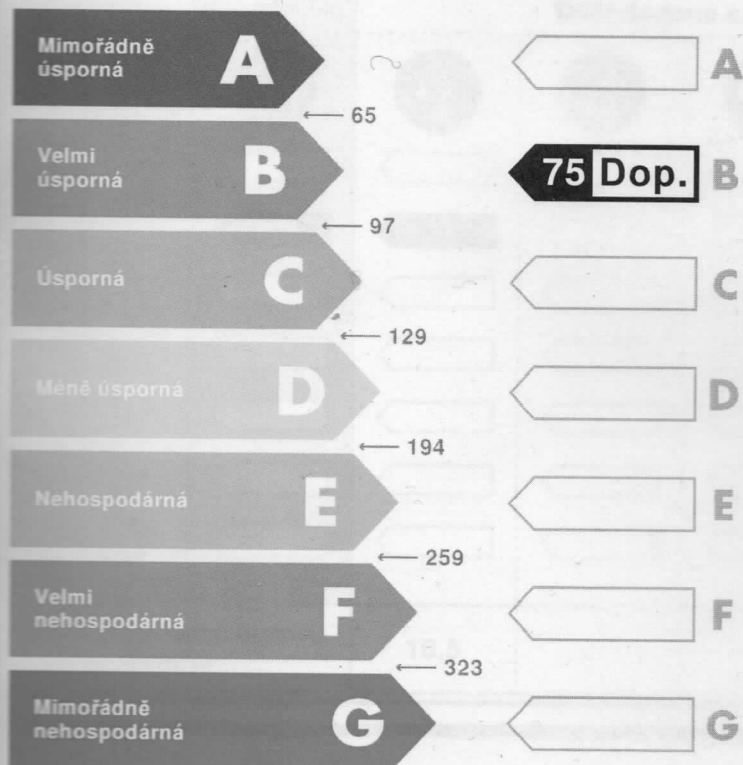 Mimořádně
úsporná
A
A
← 65
Velmi
úsporná
B
75 Dop.
B
← 97
Úsporná
C
C
← 129
Méně úsporná
D
D
← 194
Nehospodárná
E
E
← 259
Velmi
nehospodárná
F
F
← 323
Mimořádně
nehospodárná
G
G